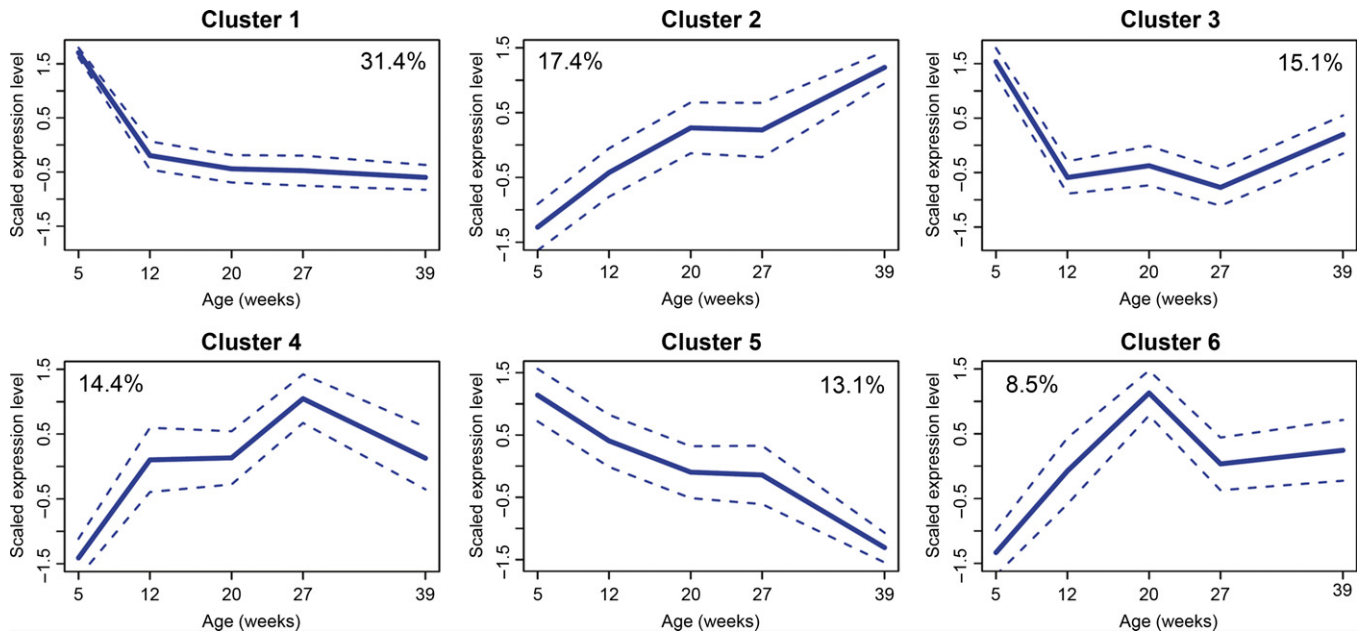 Cluster 1
Scaled expression level
1.5
0.5
−0.5
−1.5
31.4%
5 12 20 27 39
Age (weeks)
Cluster 2
Scaled expression level
1.5
0.5
−0.5
−1.5
17.4%
5 12 20 27 39
Age (weeks)
Cluster 3
Scaled expression level
1.5
0.5
−0.5
−1.5
15.1%
5 12 20 27 39
Age (weeks)
Cluster 4
Scaled expression level
1.5
0.5
−0.5
−1.5
14.4%
5 12 20 27 39
Age (weeks)
Cluster 5
Scaled expression level
1.5
0.5
−0.5
−1.5
13.1%
5 12 20 27 39
Age (weeks)
Cluster 6
Scaled expression level
1.5
0.5
−0.5
−1.5
8.5%
5 12 20 27 39
Age (weeks)